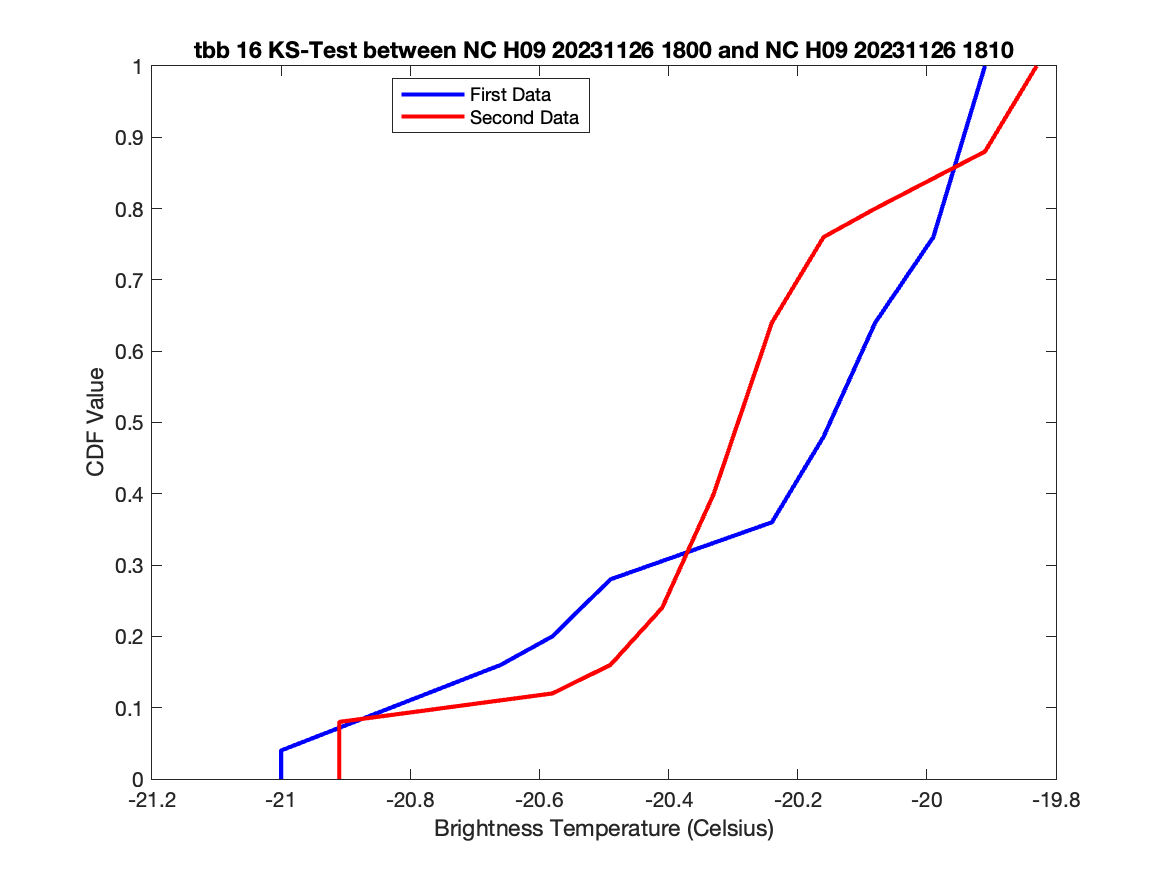 tbb 16 KS-Test between NC H09 20231126 1800 and NC H09 20231126 1810
First Data
Second Data
1
0.9
0.8
0.7
0.6
0.5
0.4
0.3
0.2
0.1
0
CDF Value
-21.2 -21 -20.8 -20.6 -20.4 -20.2 -20 -19.8
Brightness Temperature (Celsius)